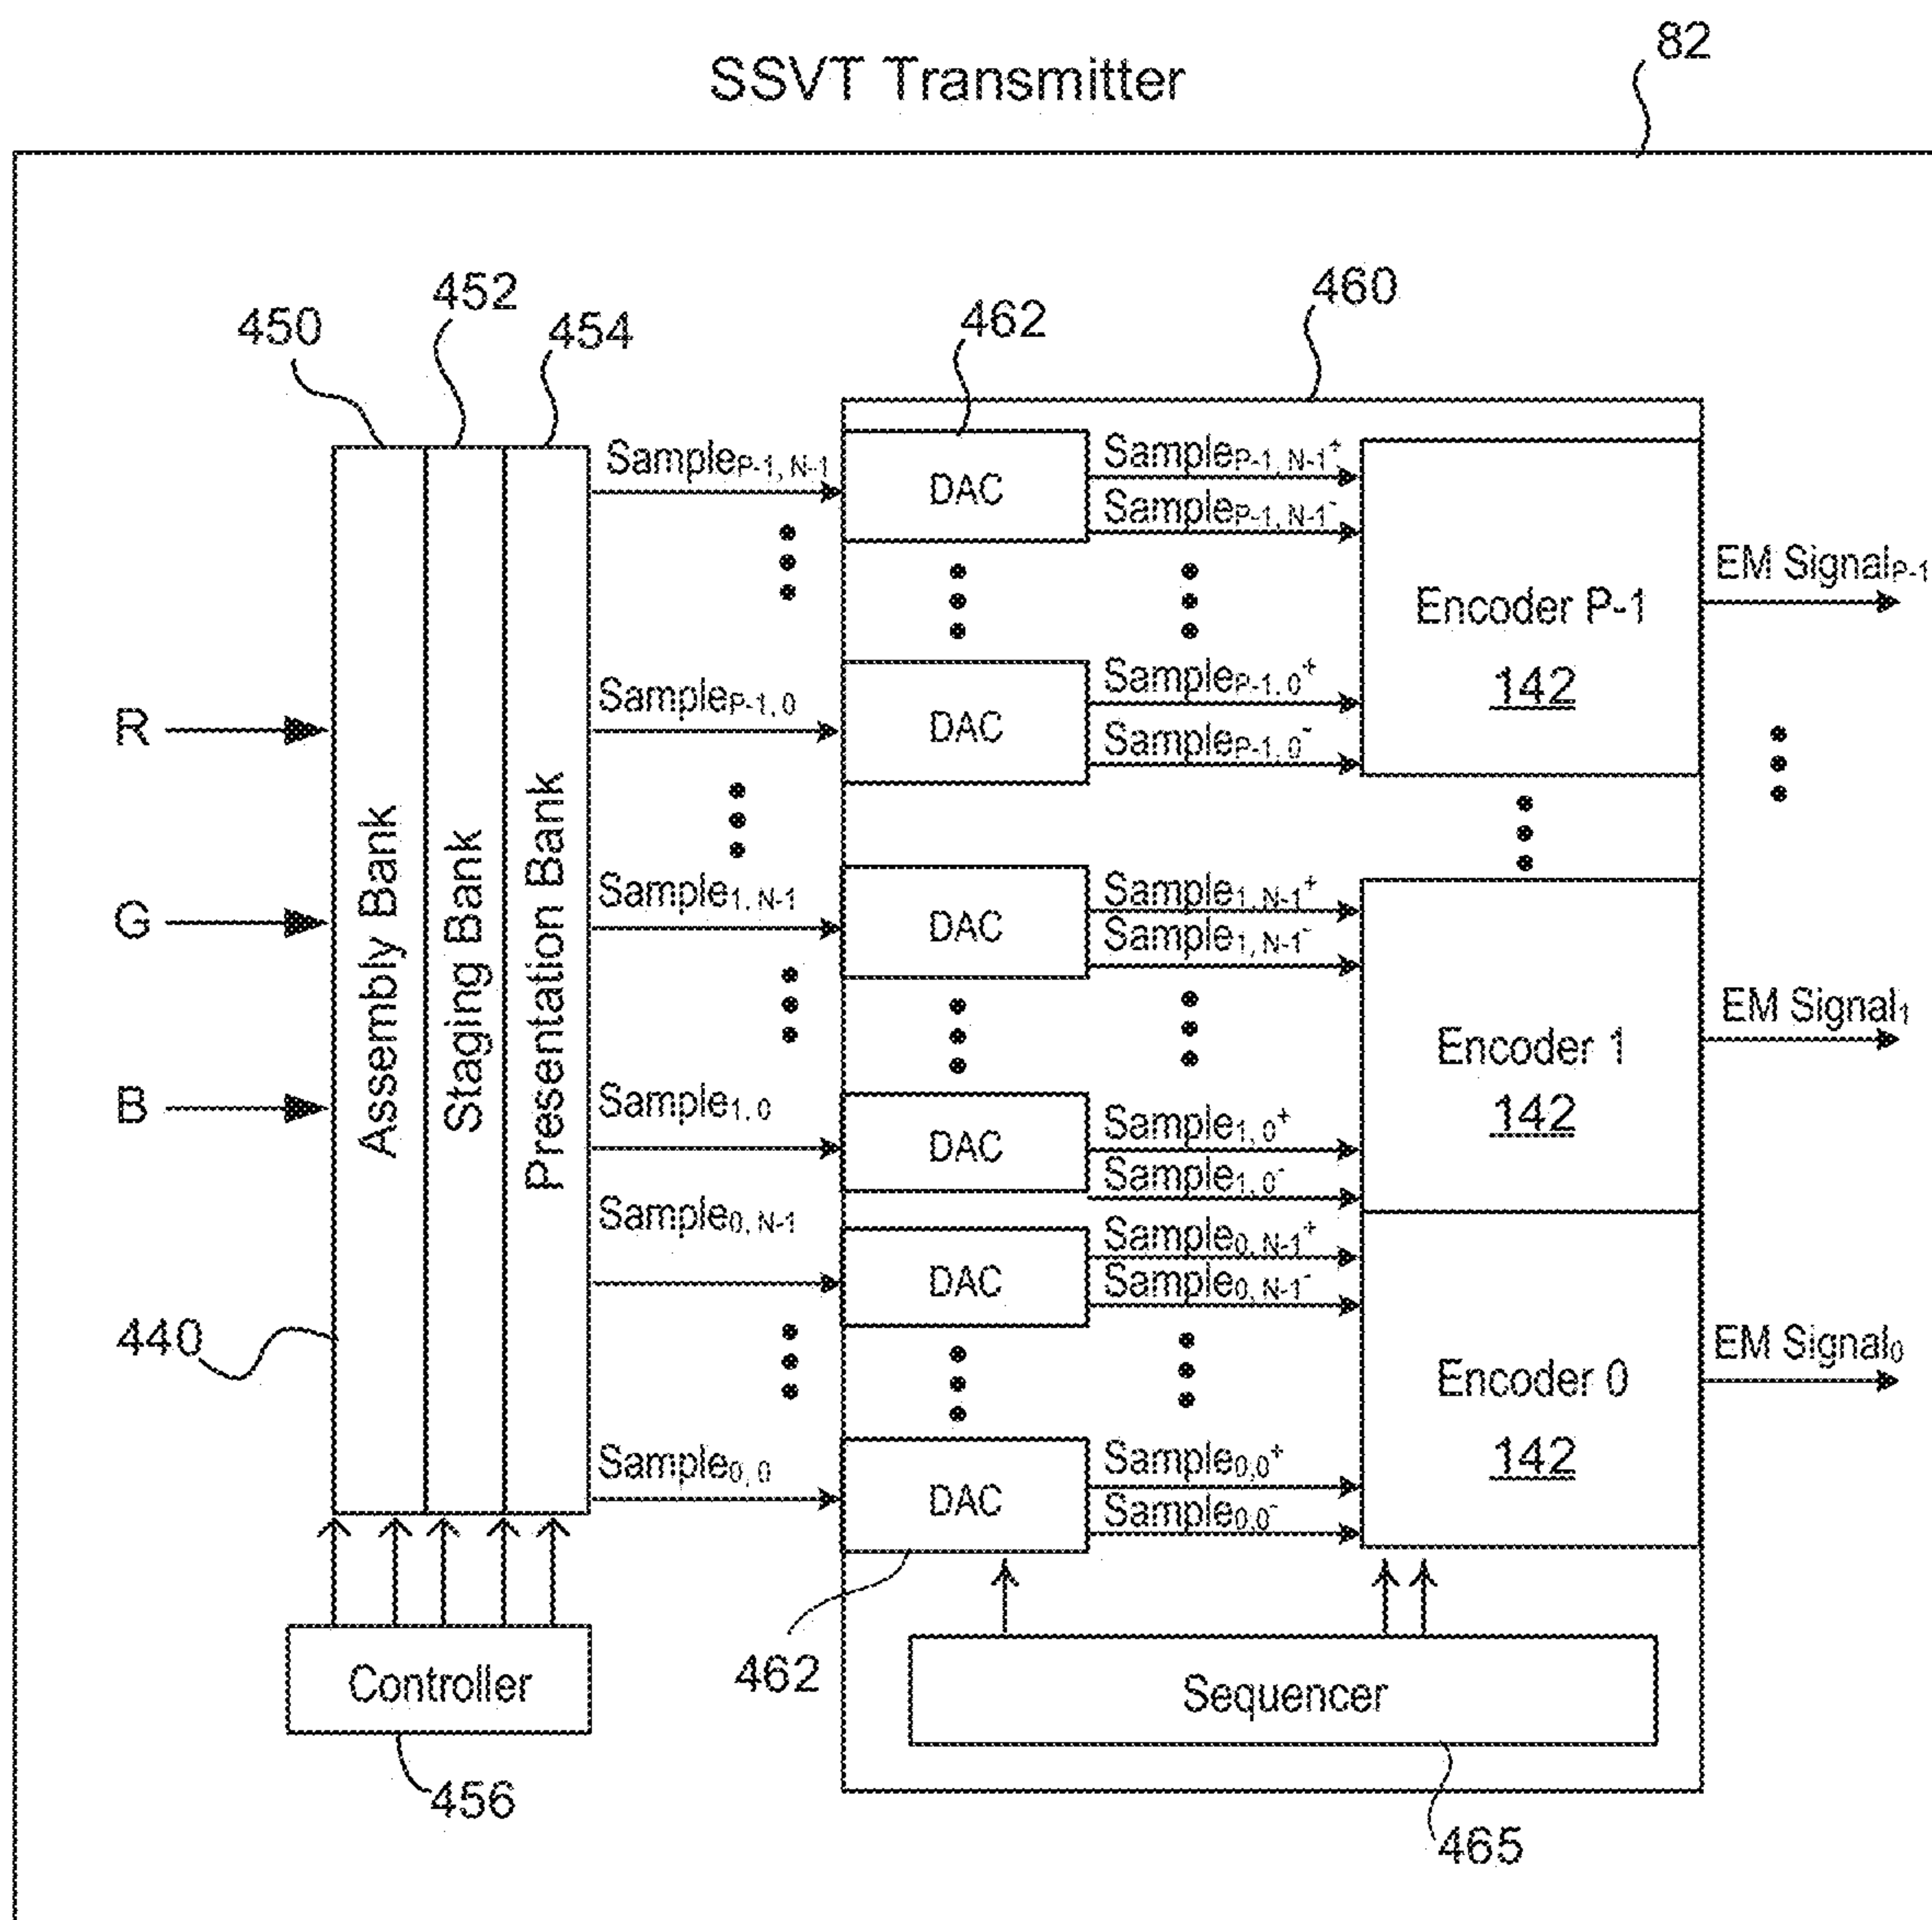 82
SSVT Transmitter
450
452
454
462
460
R
G
B
Assembly Bank
Staging Bank
Presentation Bank
440
Controller
456
SampleP-1, N-1
SampleP-1, 0
Sample1, N-1
Sample1, 0
Sample0, N-1
Sample0, 0
DAC
DAC
DAC
DAC
DAC
DAC
462
SampleP-1, N-1+
SampleP-1, N-1-
SampleP-1, 0+
SampleP-1, 0-
Sample1, N-1+
Sample1, N-1-
Sample1, 0+
Sample1, 0-
Sample0, N-1+
Sample0, N-1-
Sample0,0+
Sample0,0-
Encoder P-1
142
Encoder 1
142
Encoder 0
142
EM SignalP-1
EM Signal1
EM Signal0
Sequencer
465